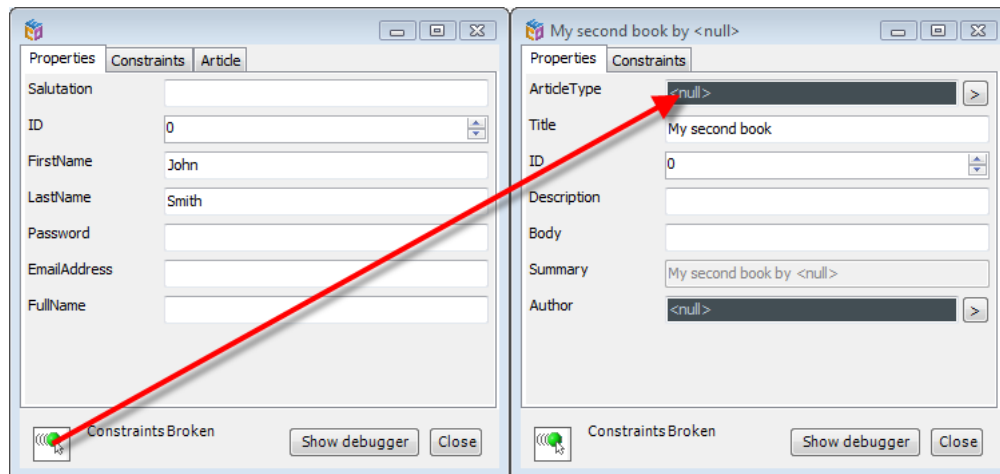 Properties Constraints Article
Salutation
ID 0
FirstName John
LastName Smith
Password
EmailAddress
FullName
Constraints Broken
Show debugger Close
My second book by <null>
Properties Constraints
ArticleType <null> >
Title My second book
ID 0
Description
Body
Summary My second book by <null>
Author <null> >
Constraints Broken
Show debugger Close